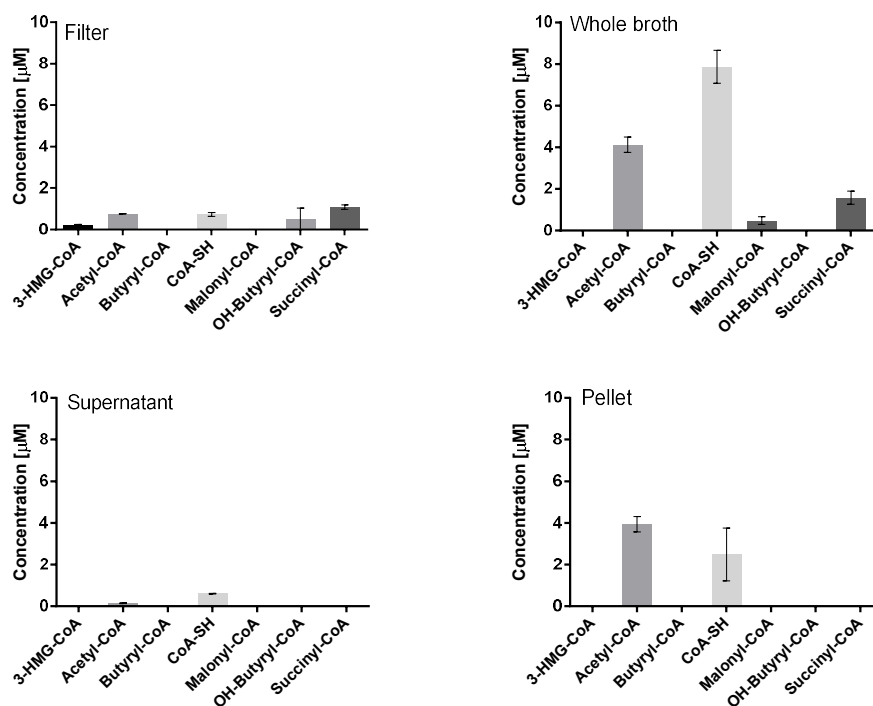 Filter
Concentration [µM]
10
8
6
4
2
0
3-HMG-CoA
Acetyl-CoA
Butyryl-CoA
CoA-SH
Malonyl-CoA
OH-Butyryl-CoA
Succinyl-CoA
Whole broth
Concentration [µM]
10
8
6
4
2
0
3-HMG-CoA
Acetyl-CoA
Butyryl-CoA
CoA-SH
Malonyl-CoA
OH-Butyryl-CoA
Succinyl-CoA
Supernatant
Concentration [µM]
10
8
6
4
2
0
3-HMG-CoA
Acetyl-CoA
Butyryl-CoA
CoA-SH
Malonyl-CoA
OH-Butyryl-CoA
Succinyl-CoA
Pellet
Concentration [µM]
10
8
6
4
2
0
3-HMG-CoA
Acetyl-CoA
Butyryl-CoA
CoA-SH
Malonyl-CoA
OH-Butyryl-CoA
Succinyl-CoA